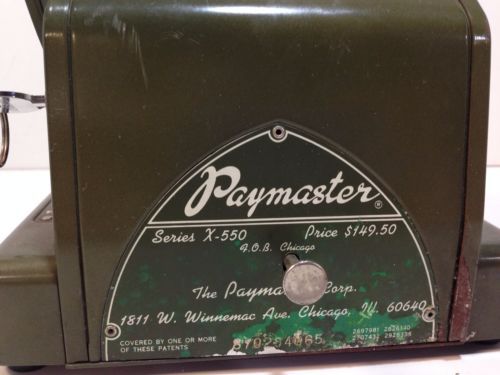 Paymaster®
Series X-550 Price $149.50
F.O.B. Chicago
The Corp.
1811 W. Winnemac Ave. Chicago, Ill. 60640
COVERED BY ONE OR MORE
OF THESE PATENTS